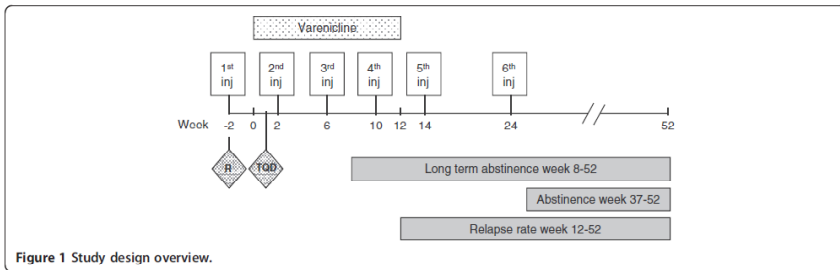 Varenicline
1st inj
2nd inj
3rd inj
4th inj
5th inj
6th inj
Wook -2 0 2 6 10 12 14 24 52
R TQD
Long term abstinence week 8-52
Abstinence week 37-52
Relapse rate week 12-52
Figure 1 Study design overview.